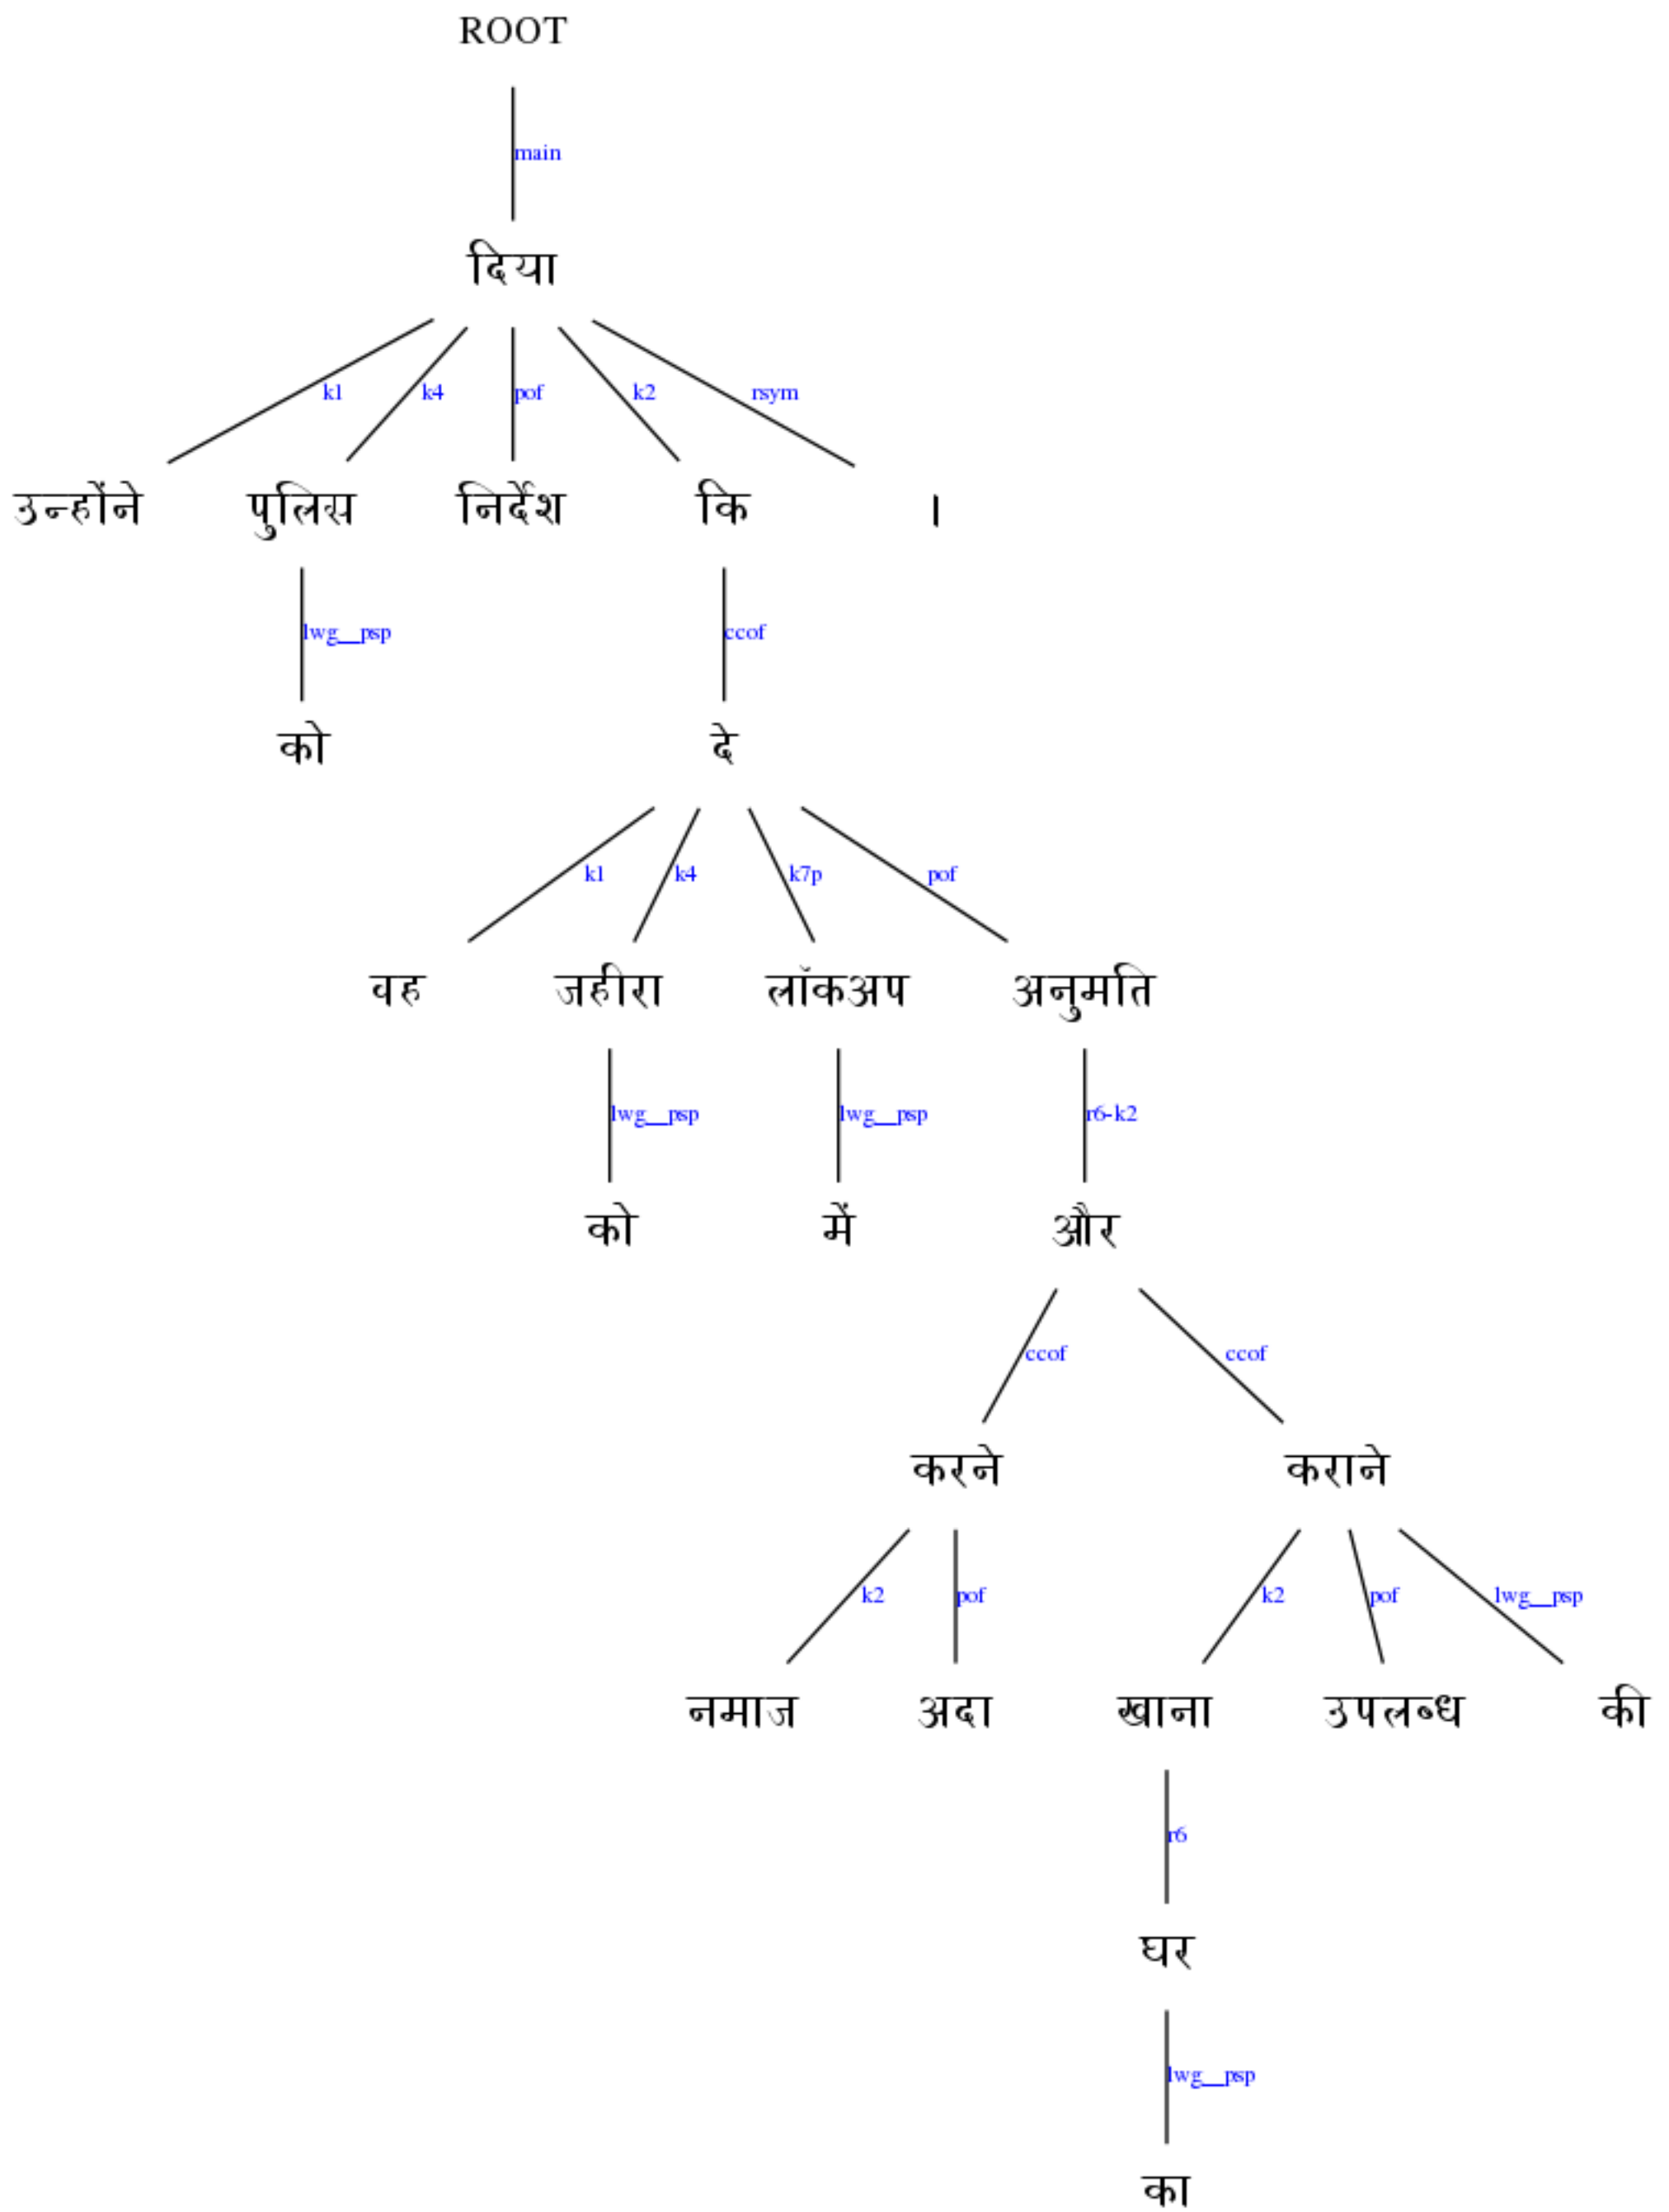 ROOT
main
दिया
k1 k4 pof k2 rsym
उन्होंने पुलिस निर्देश कि ।
lwg__psp ccof
को दे
k1 k4 k7p pof
वह जहीरा लॉकअप अनुमति
lwg__psp lwg__psp r6-k2
को में और
ccof ccof
करने कराने
k2 pof k2 pof lwg__psp
नमाज अदा खाना उपलब्ध की
r6
घर
lwg__psp
का